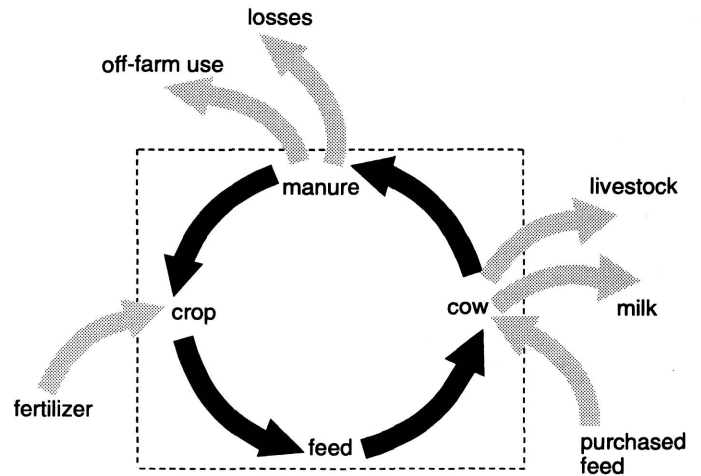 losses
off-farm use
manure
livestock
crop
cow
milk
fertilizer
feed
purchased
feed